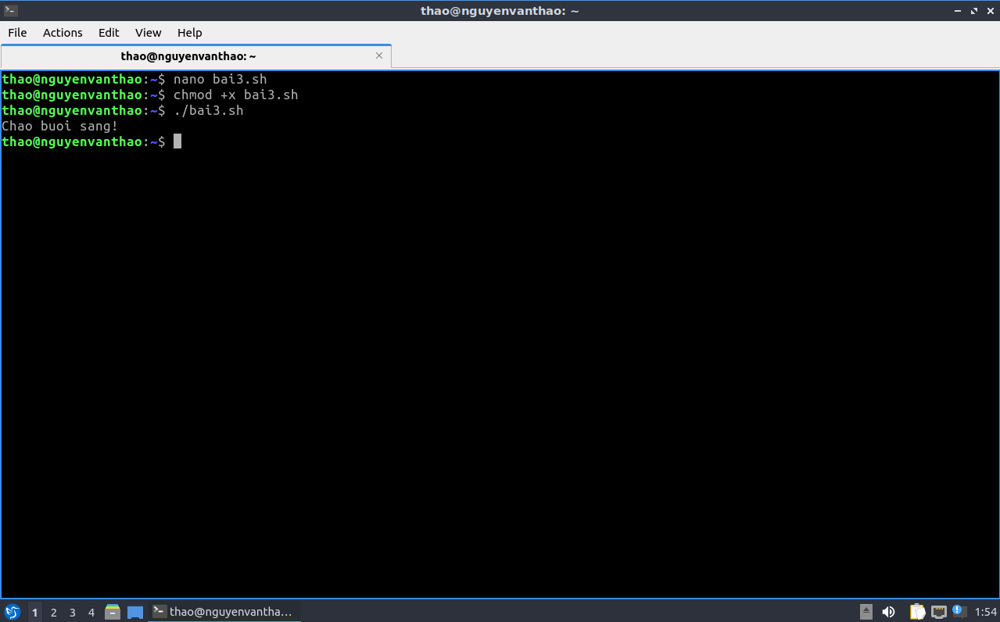 thao@nguyenvanthao: ~
File Actions Edit View Help
thao@nguyenvanthao: ~
thao@nguyenvanthao:~$ nano bai3.sh
thao@nguyenvanthao:~$ chmod +x bai3.sh
thao@nguyenvanthao:~$ ./bai3.sh
Chao buoi sang!
thao@nguyenvanthao:~$
1 2 3 4 thao@nguyenvantha... 1:54